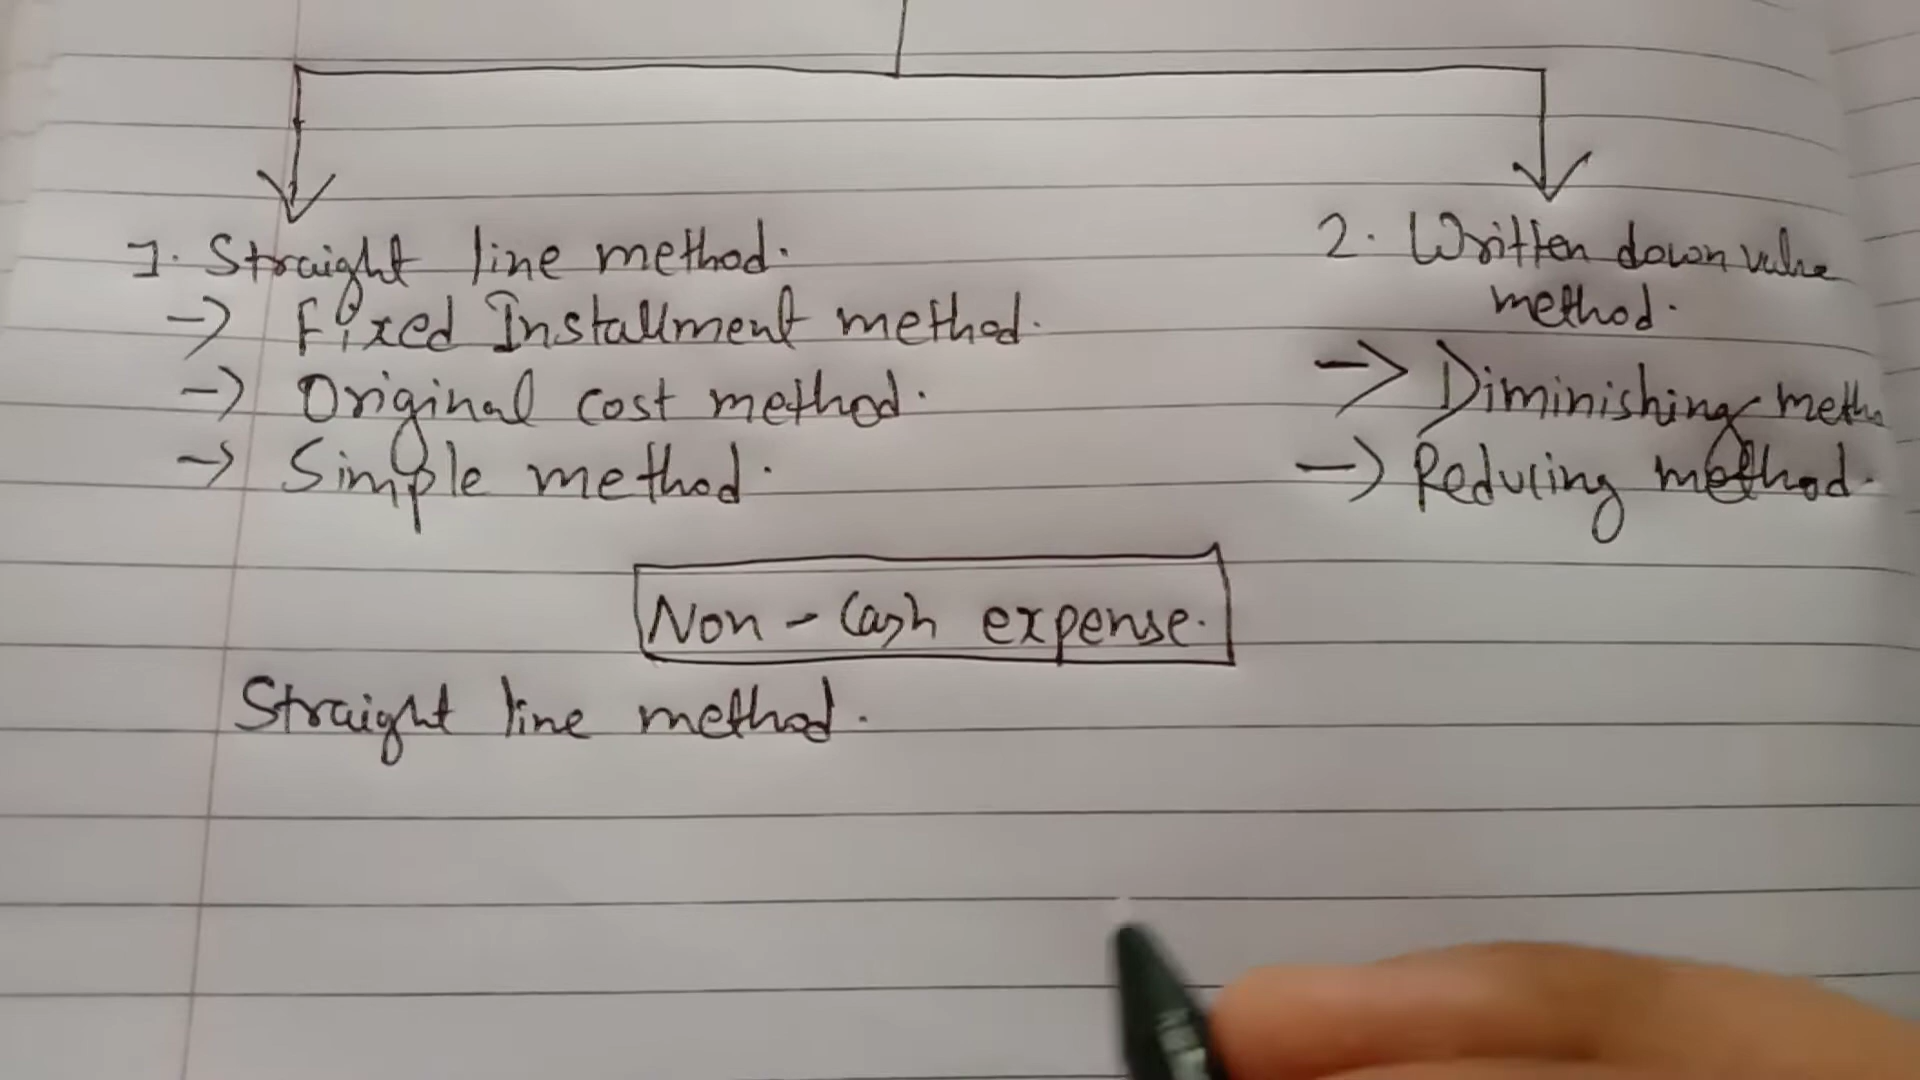 1. Straight line method.
-> Fixed Installment method.
-> Original cost method.
-> Simple method.
2. Written down value
method.
-> Diminishing meth
-> Reducing method.
Non-Cash expense.
Straight line method.